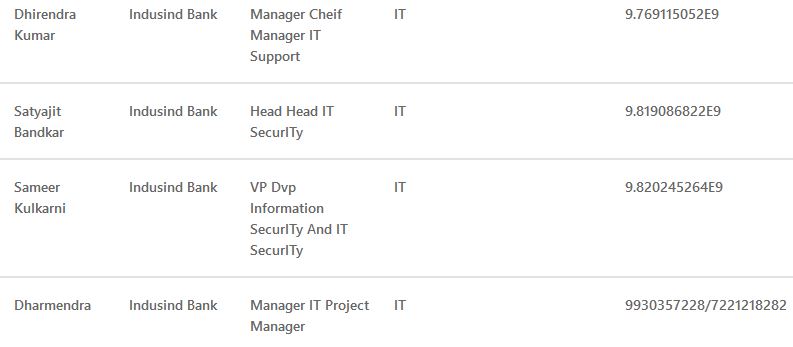 Dhirendra Indusind Bank Manager Cheif IT 9.769115052E9
Kumar Manager IT
Support
Satyajit Indusind Bank Head Head IT IT 9.819086822E9
Bandkar SecurITy
Sameer Indusind Bank VP Dvp IT 9.820245264E9
Kulkarni Information
SecurITy And IT
SecurITy
Dharmendra Indusind Bank Manager IT Project IT 9930357228/7221218282
Manager